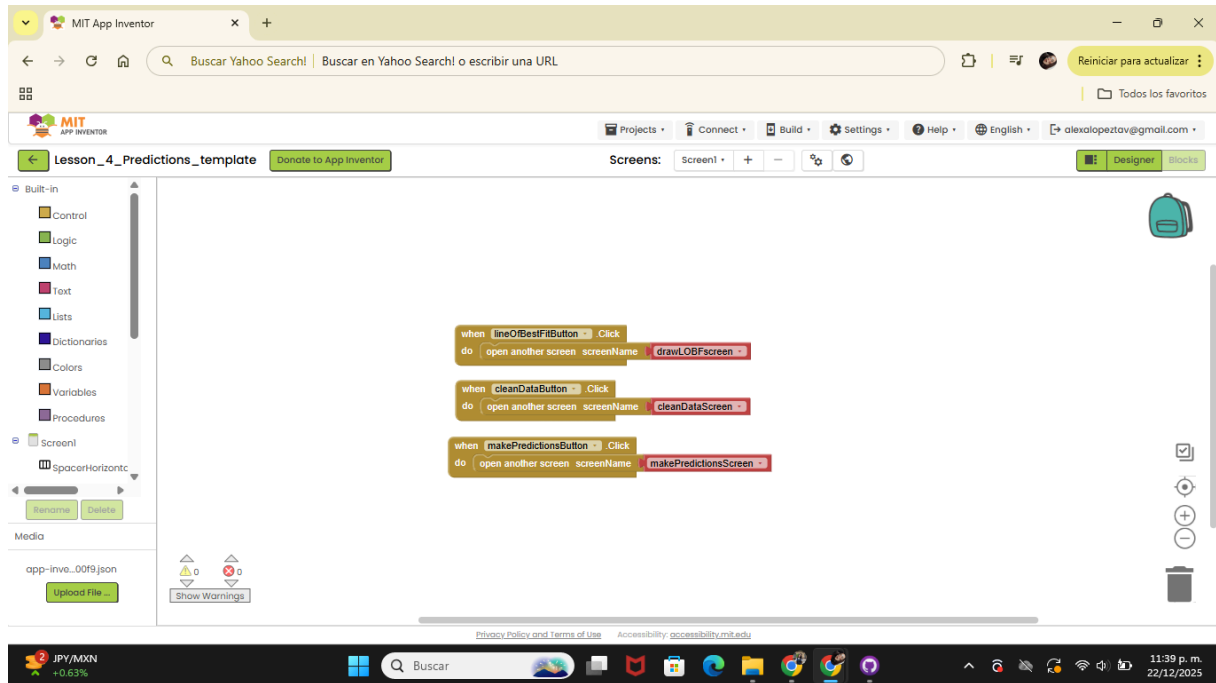 MIT App Inventor
Buscar Yahoo Search! Buscar en Yahoo Search! o escribir una URL
Reiniciar para actualizar
Todos los favoritos
MIT
APP INVENTOR
Projects
Connect
Build
Settings
Help
English
alexalopeztav@gmail.com
Lesson_4_Predictions_template
Donate to App Inventor
Screens:
Screen1
Designer
Blocks
Built-in
Control
Logic
Math
Text
Lists
Dictionaries
Colors
Variables
Procedures
Screen1
SpacerHorizontc
Rename
Delete
Media
app-inve...00f9.json
Upload File ...
when lineOfBestFitButton .Click
do open another screen screenName drawLOBFscreen
when cleanDataButton .Click
do open another screen screenName cleanDataScreen
when makePredictionsButton .Click
do open another screen screenName makePredictionsScreen
0 0
Show Warnings
Privacy Policy and Terms of Use Accessibility: accessibility.mit.edu
2
JPY/MXN
+0.63%
Buscar
11:39 p. m.
22/12/2025